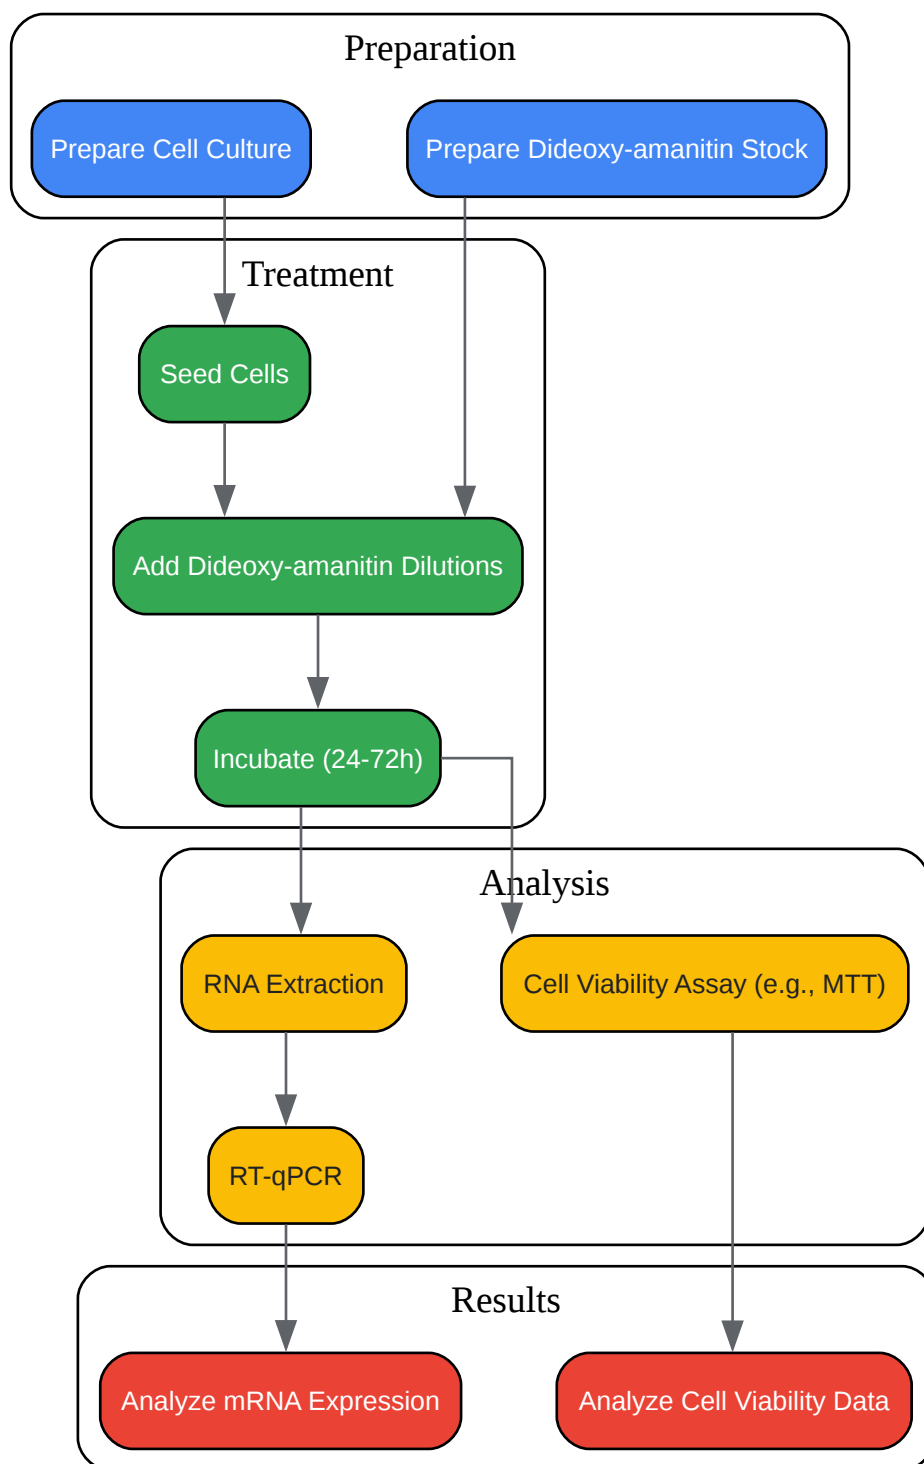 Preparation
Prepare Cell Culture
Prepare Dideoxy-amanitin Stock
Treatment
Seed Cells
Add Dideoxy-amanitin Dilutions
Incubate (24-72h)
Analysis
RNA Extraction
Cell Viability Assay (e.g., MTT)
RT-qPCR
Results
Analyze mRNA Expression
Analyze Cell Viability Data